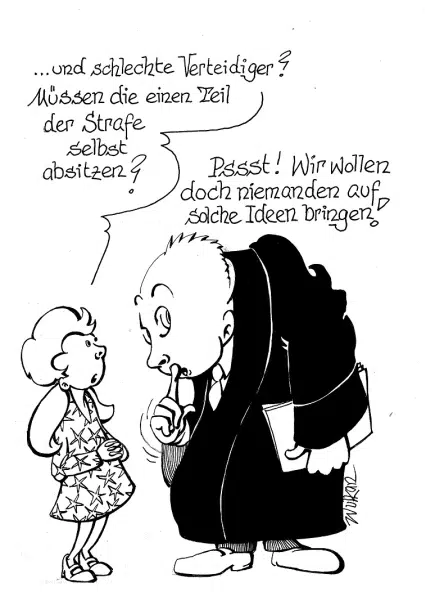 ...und schlechte Verteidiger?
Müssen die einen Teil
der Strafe
selbst
absitzen?
Pssst! Wir wollen
doch niemanden auf
solche Ideen bringen!